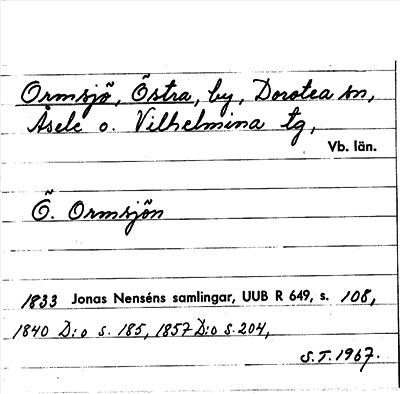 Ormsjö, Östra, by, Dorotea sn,
Åsele o. Vilhelmina tg,
Vb. län.
Ö. Ormsjön
1833 Jonas Nenséns samlingar, UUB R 649, s. 108,
1840 D:o s. 185, 1857 D:o s. 204,
S.T. 1967.